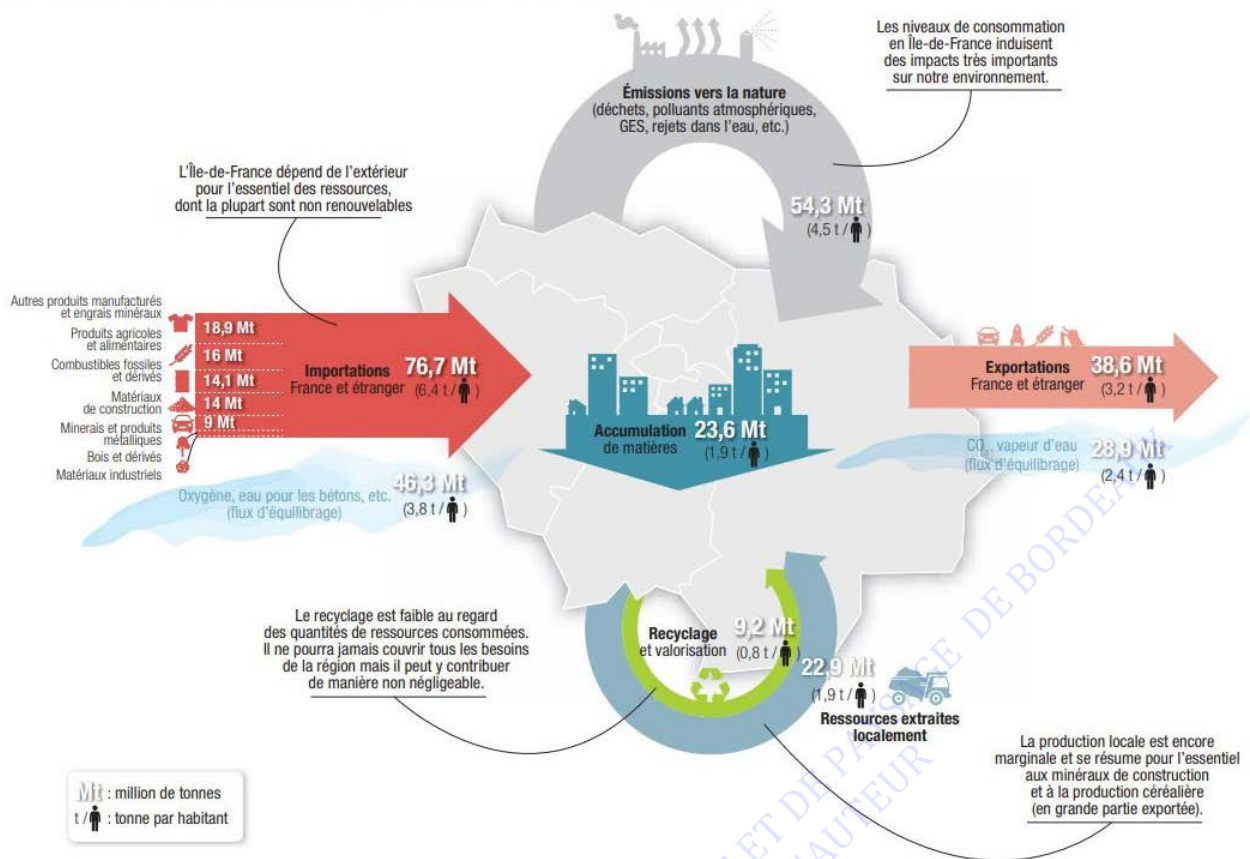 Les niveaux de consommation
en Île-de-France induisent
des impacts très importants
sur notre environnement.
Émissions vers la nature
(déchets, polluants atmosphériques,
GES, rejets dans l'eau, etc.)
54,3 Mt
(4,5 t / )
L'Île-de-France dépend de l'extérieur
pour l'essentiel des ressources,
dont la plupart sont non renouvelables
Autres produits manufacturés
et engrais minéraux
18,9 Mt
Produits agricoles
et alimentaires
16 Mt
Combustibles fossiles
et dérivés
14,1 Mt
Matériaux
de construction
14 Mt
Minerais et produits
métalliques
9 Mt
Bois et dérivés
Matériaux industriels
Importations 76,7 Mt
France et étranger (6,4 t / )
Oxygène, eau pour les bétons, etc. 46,3 Mt
(flux d'équilibrage) (3,8 t / )
Accumulation 23,6 Mt
de matières (1,9 t / )
Exportations 38,6 Mt
France et étranger (3,2 t / )
CO₂, vapeur d'eau 28,9 Mt
(flux d'équilibrage) (2,4 t / )
Le recyclage est faible au regard
des quantités de ressources consommées.
Il ne pourra jamais couvrir tous les besoins
de la région mais il peut y contribuer
de manière non négligeable.
Recyclage 9,2 Mt
et valorisation (0,8 t / )
22,9 Mt
(1,9 t / )
Ressources extraites
localement
La production locale est encore
marginale et se résume pour l'essentiel
aux minéraux de construction
et à la production céréalière
(en grande partie exportée).
Mt : million de tonnes
t / : tonne par habitant
ET DE PAYSAGE DE BORDEAUX
D'AUTEUR